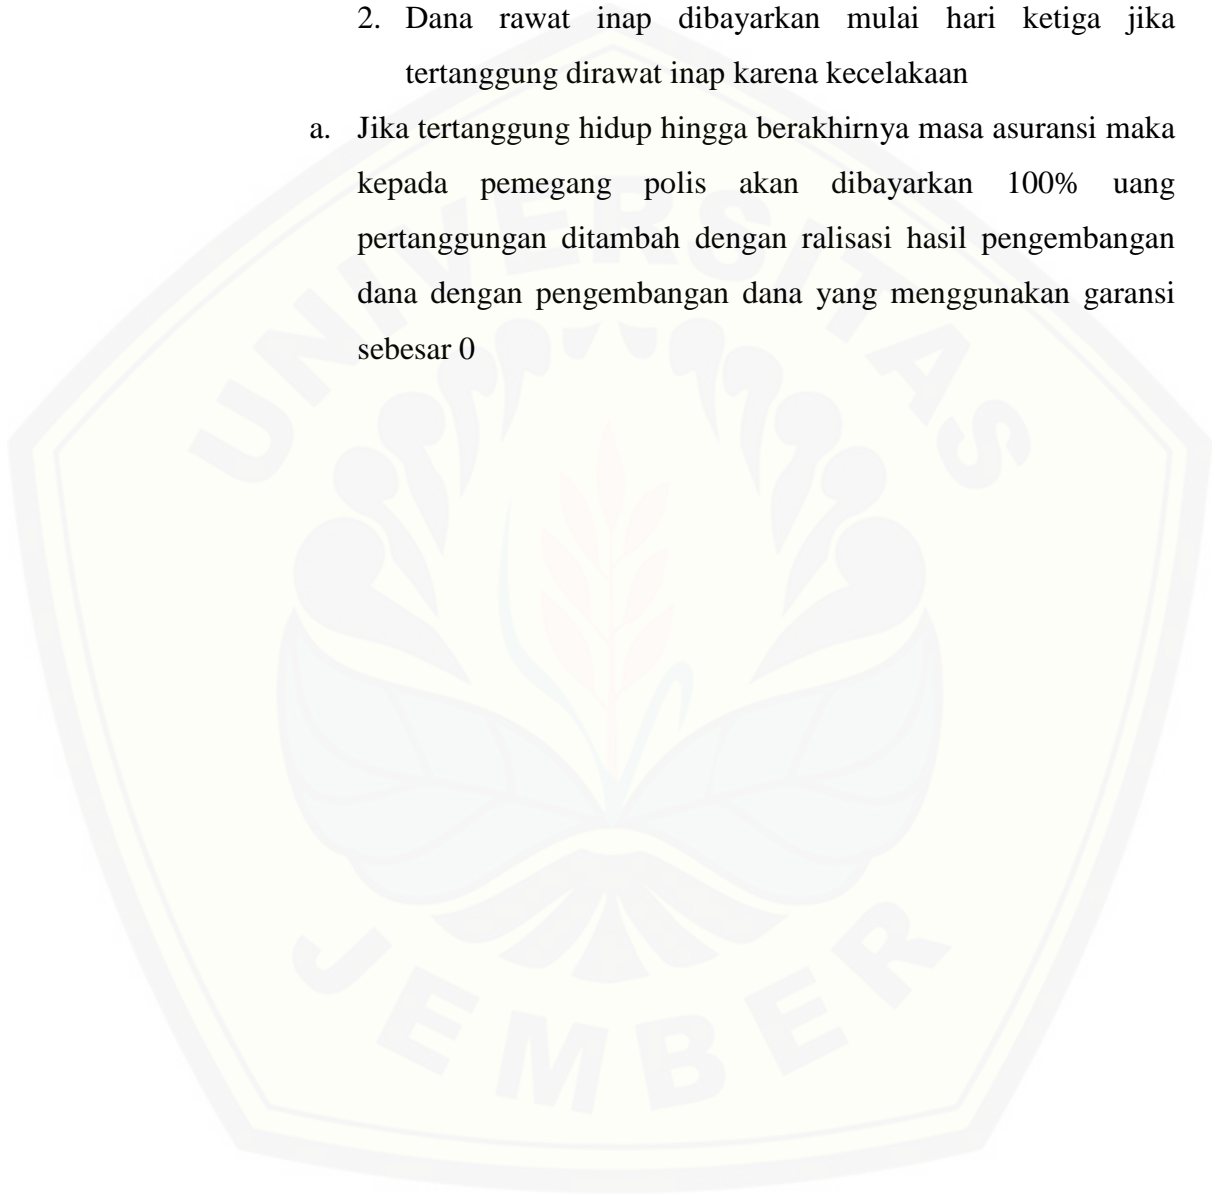 2. Dana rawat inap dibayarkan mulai hari ketiga jika
tertanggung dirawat inap karena kecelakaan
a. Jika tertanggung hidup hingga berakhirnya masa asuransi maka
kepada pemegang polis akan dibayarkan 100% uang
pertanggungan ditambah dengan ralisasi hasil pengembangan
dana dengan pengembangan dana yang menggunakan garansi
sebesar 0
UNIVERSITAS
JEMBER